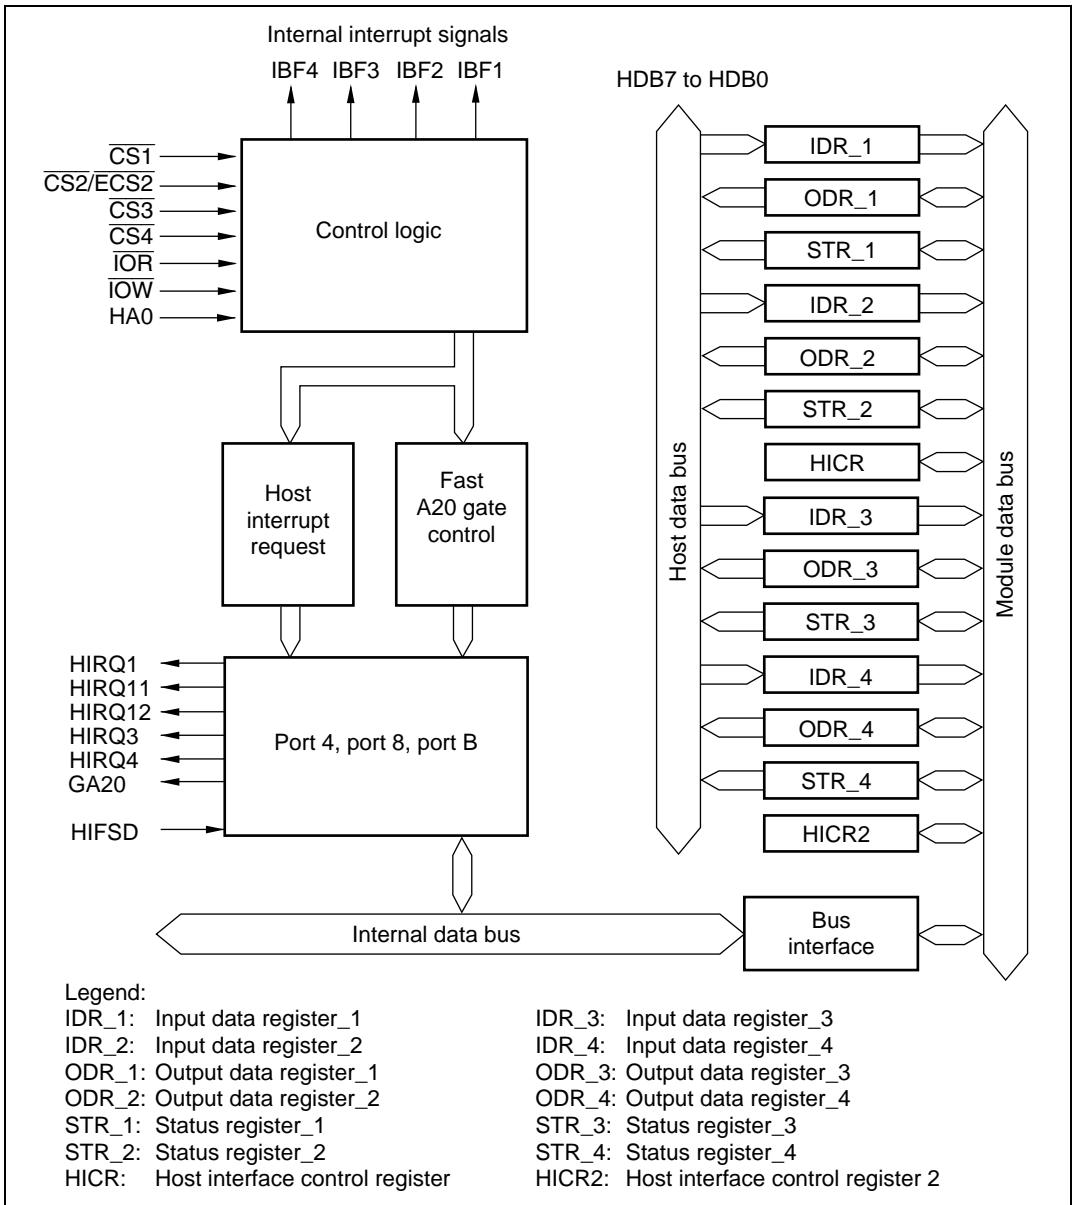 Internal interrupt signals
IBF4 IBF3 IBF2 IBF1
CS1
CS2/ECS2
CS3
CS4
IOR
IOW
HA0
Control logic
Host
interrupt
request
Fast
A20 gate
control
HIRQ1
HIRQ11
HIRQ12
HIRQ3
HIRQ4
GA20
HIFSD
Port 4, port 8, port B
HDB7 to HDB0
Host data bus
IDR_1
ODR_1
STR_1
IDR_2
ODR_2
STR_2
HICR
IDR_3
ODR_3
STR_3
IDR_4
ODR_4
STR_4
HICR2
Module data bus
Internal data bus
Bus
interface
Legend:
IDR_1: Input data register_1
IDR_2: Input data register_2
ODR_1: Output data register_1
ODR_2: Output data register_2
STR_1: Status register_1
STR_2: Status register_2
HICR: Host interface control register
IDR_3: Input data register_3
IDR_4: Input data register_4
ODR_3: Output data register_3
ODR_4: Output data register_4
STR_3: Status register_3
STR_4: Status register_4
HICR2: Host interface control register 2